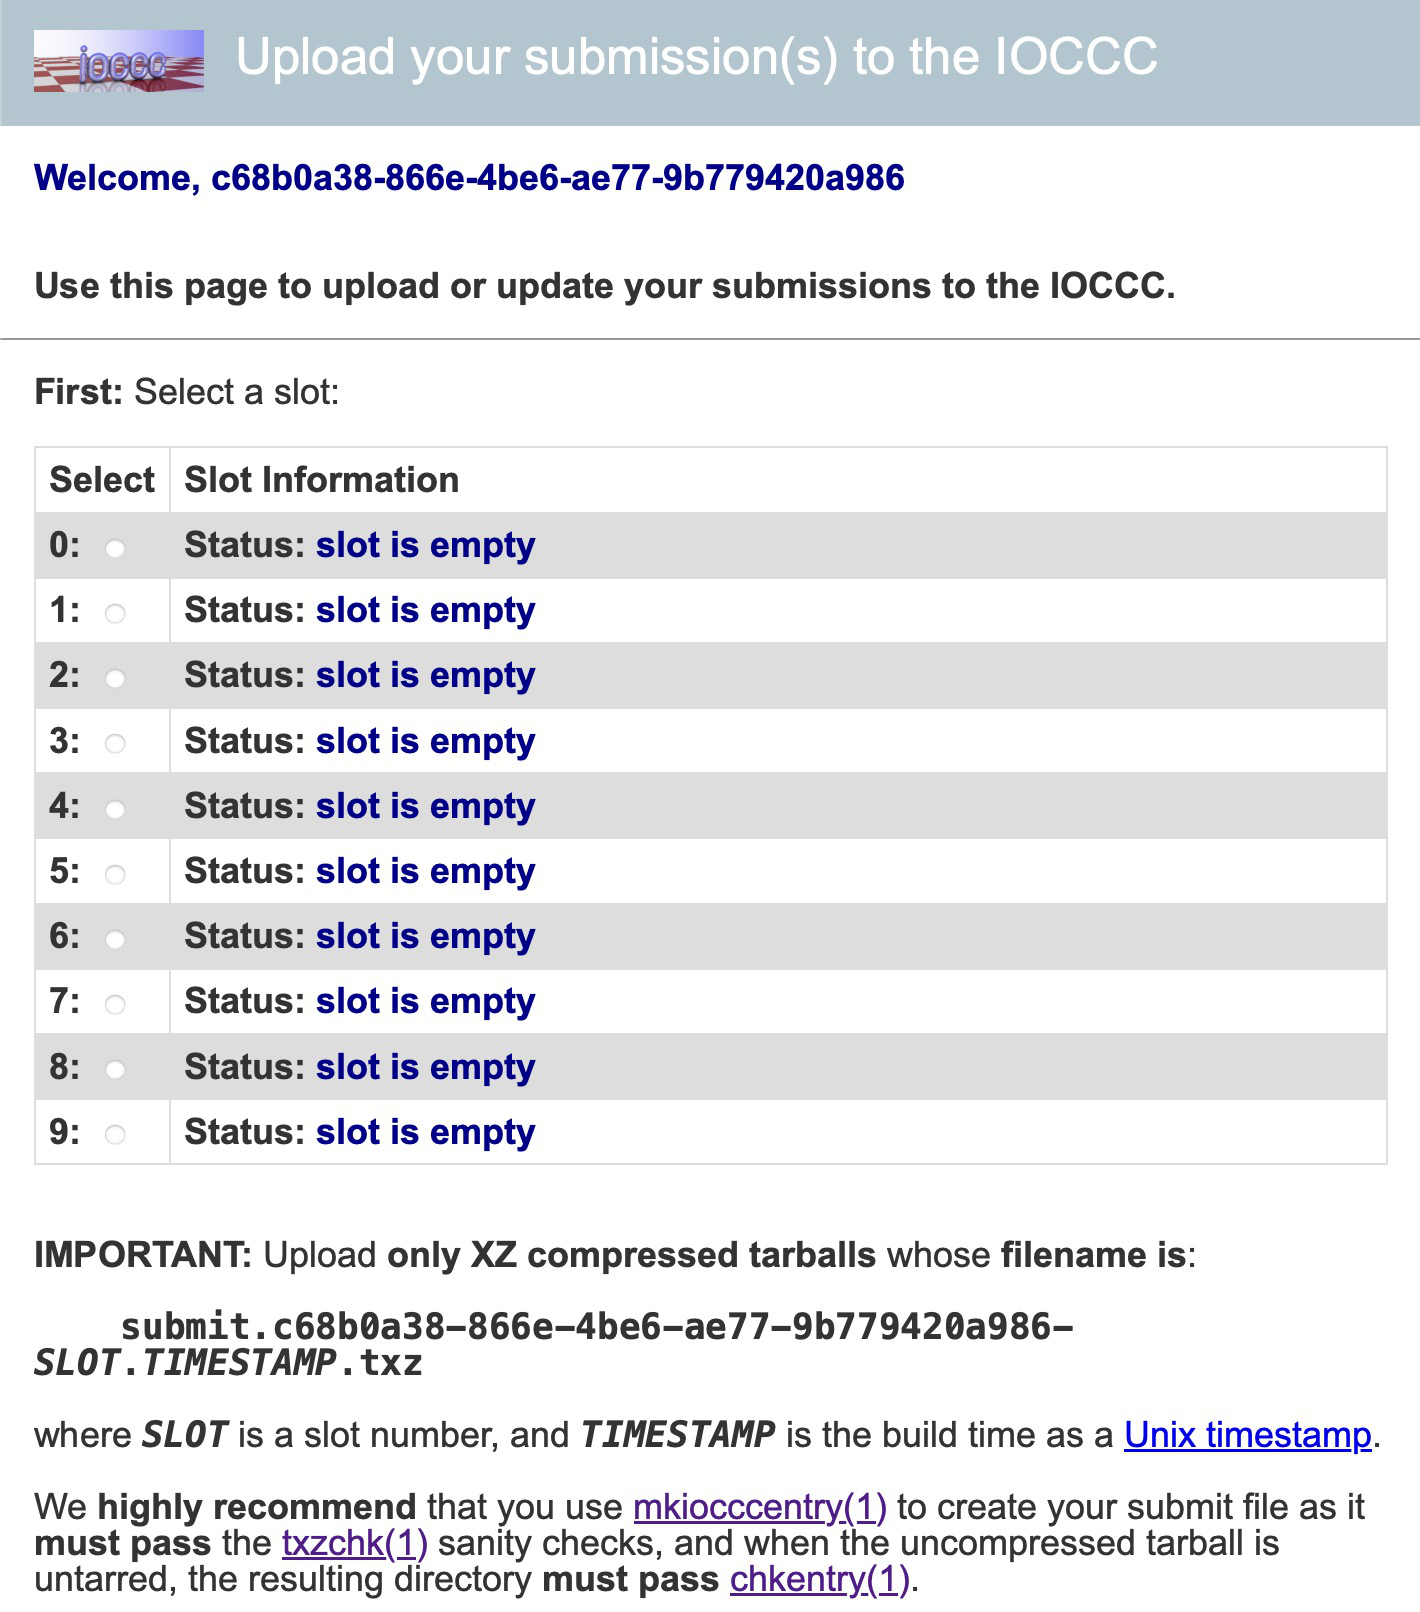 ioccc
Upload your submission(s) to the IOCCC
Welcome, c68b0a38-866e-4be6-ae77-9b779420a986
Use this page to upload or update your submissions to the IOCCC.
First: Select a slot:
Select Slot Information
0: Status: slot is empty
1: Status: slot is empty
2: Status: slot is empty
3: Status: slot is empty
4: Status: slot is empty
5: Status: slot is empty
6: Status: slot is empty
7: Status: slot is empty
8: Status: slot is empty
9: Status: slot is empty
IMPORTANT: Upload only XZ compressed tarballs whose filename is:
submit.c68b0a38-866e-4be6-ae77-9b779420a986-
SLOT.TIMESTAMP.txz
where SLOT is a slot number, and TIMESTAMP is the build time as a Unix timestamp.
We highly recommend that you use mkiocccentry(1) to create your submit file as it
must pass the txzchk(1) sanity checks, and when the uncompressed tarball is
untarred, the resulting directory must pass chkentry(1).